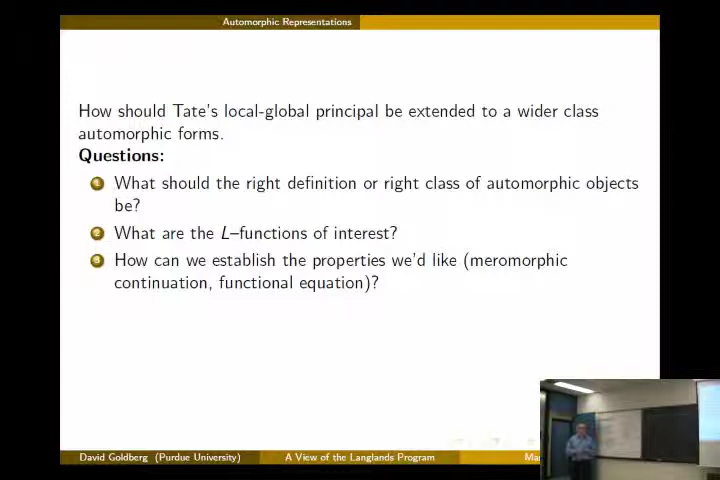 Automorphic Representations
How should Tate's local-global principal be extended to a wider class
automorphic forms.
Questions:
1 What should the right definition or right class of automorphic objects
be?
2 What are the L–functions of interest?
3 How can we establish the properties we'd like (meromorphic
continuation, functional equation)?
David Goldberg (Purdue University)
A View of the Langlands Program